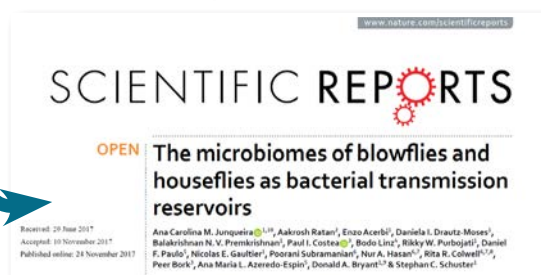 www.nature.com/scientificreports
SCIENTIFIC REPORTS
OPEN
The microbiomes of blowflies and
houseflies as bacterial transmission
reservoirs
Received: 29 June 2017
Accepted: 10 November 2017
Published online: 24 November 2017
Ana Carolina M. Junqueira, Aakrosh Ratan, Enzo Acerbi, Daniela I. Drautz-Moses,
Balakrishnan N. V. Premkrishnan, Paul I. Costea, Bodo Linz, Rikky W. Purbojati, Daniel
F. Paulo, Nicolas E. Gaultier, Poorani Subramanian, Nur A. Hasan, Rita R. Colwell,
Peer Bork, Ana Maria L. Azeredo-Espin, Donald A. Bryant & Stephan C. Schuster